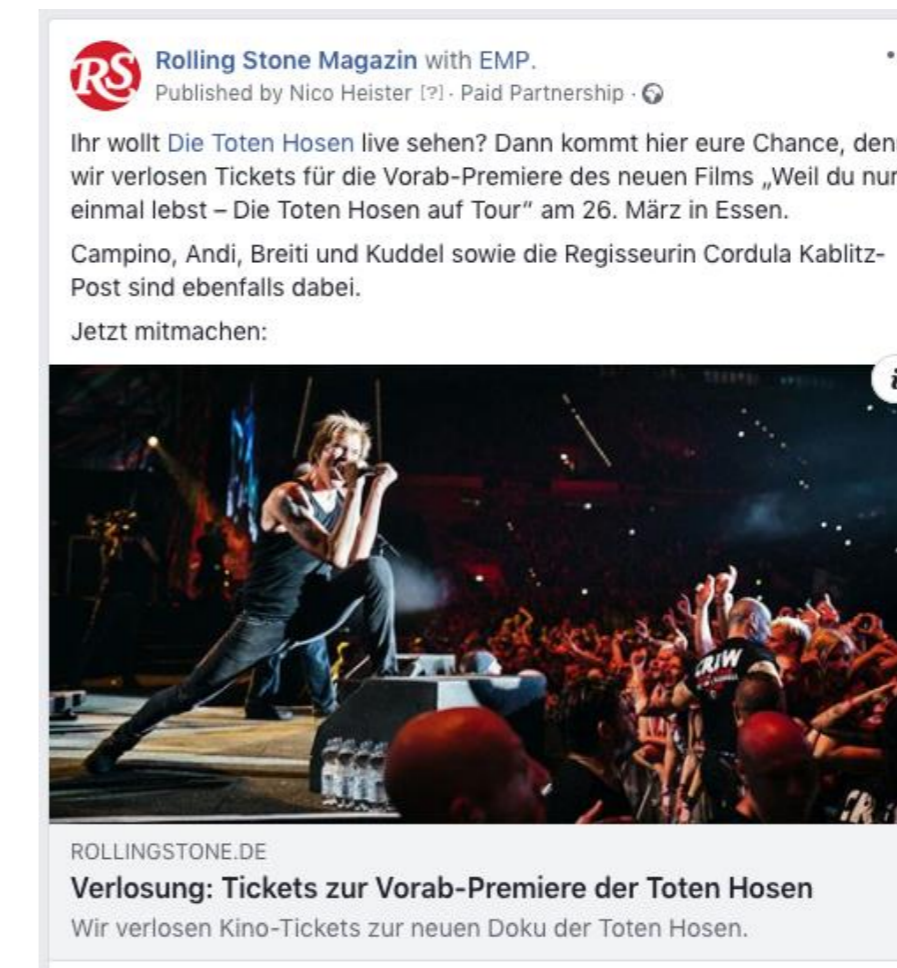 RS
Rolling Stone Magazin with EMP.
Published by Nico Heister [?] · Paid Partnership ·
Ihr wollt Die Toten Hosen live sehen? Dann kommt hier eure Chance, denn
wir verlosen Tickets für die Vorab-Premiere des neuen Films „Weil du nur
einmal lebst – Die Toten Hosen auf Tour“ am 26. März in Essen.
Campino, Andi, Breiti und Kuddel sowie die Regisseurin Cordula Kablitz-
Post sind ebenfalls dabei.
Jetzt mitmachen:
i
CRIW
ROLLINGSTONE.DE
Verlosung: Tickets zur Vorab-Premiere der Toten Hosen
Wir verlosen Kino-Tickets zur neuen Doku der Toten Hosen.